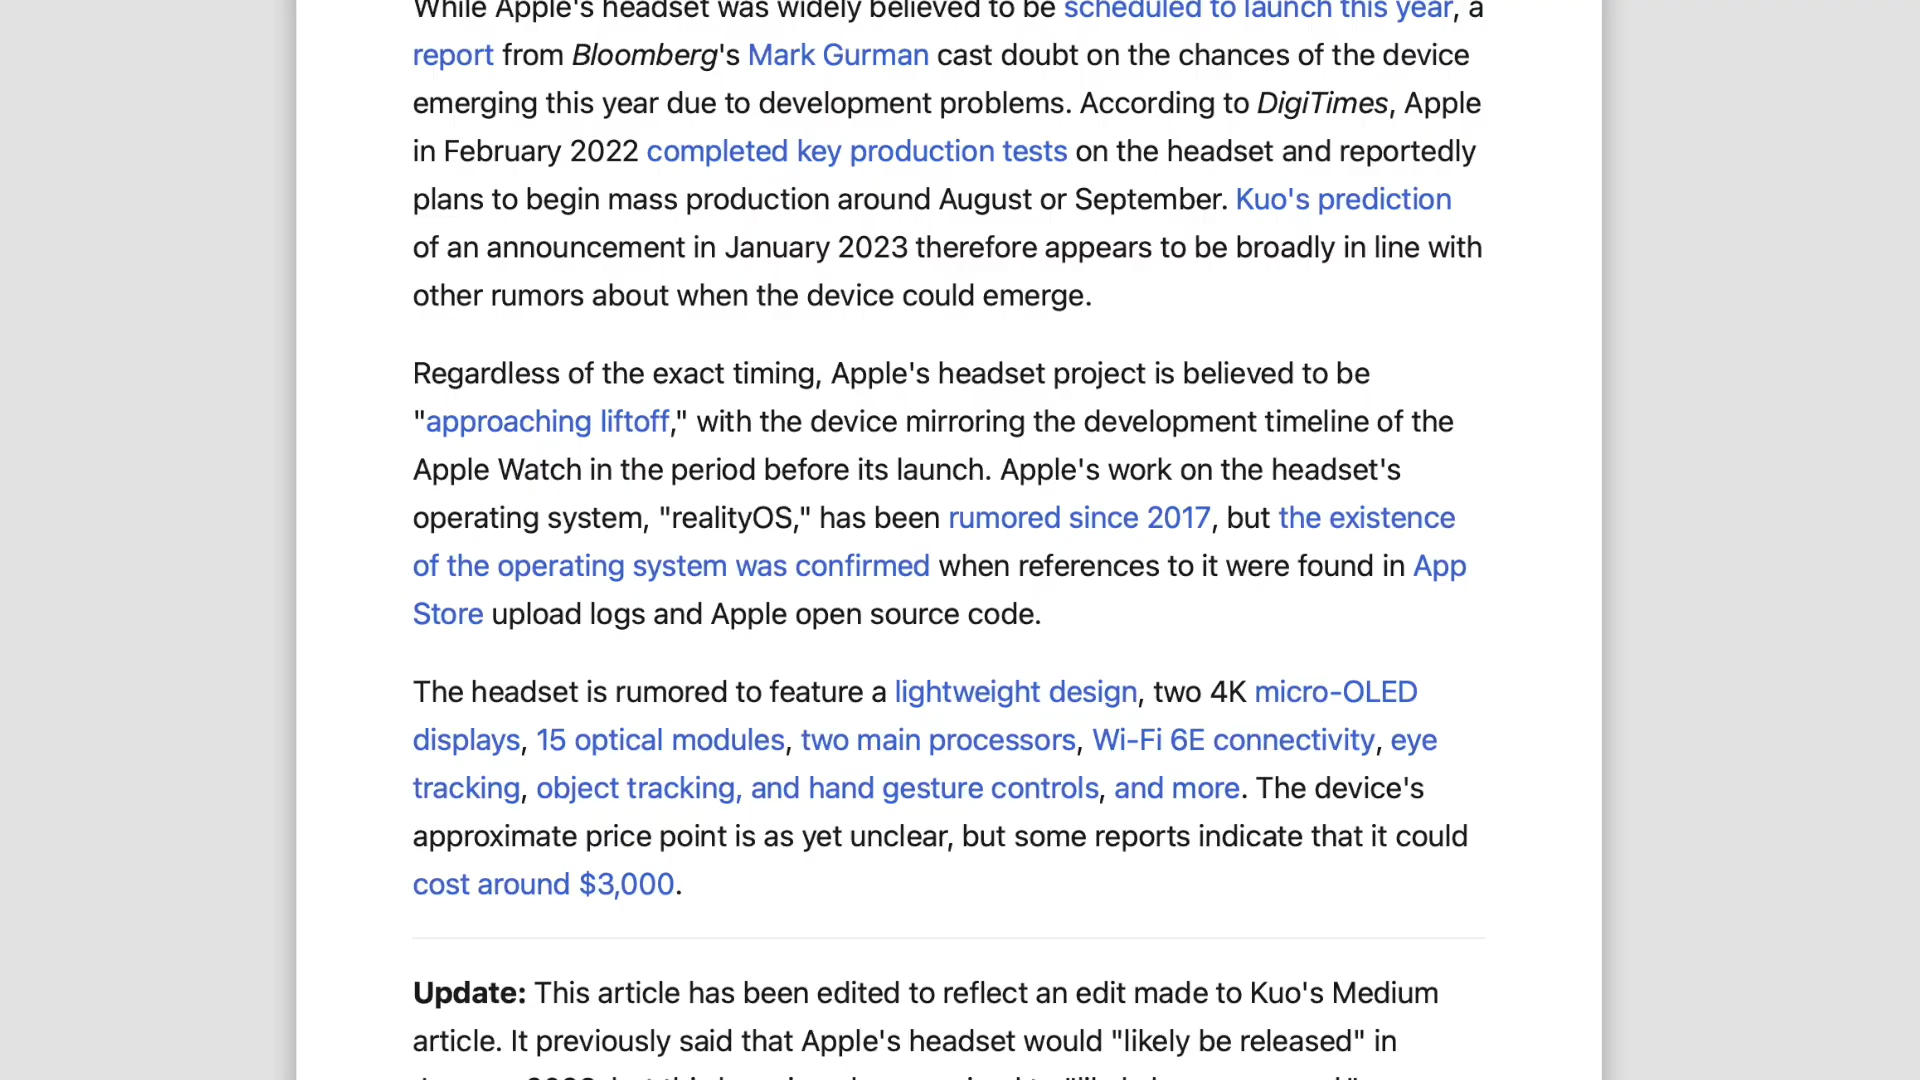 While Apple's headset was widely believed to be scheduled to launch this year, a
report from Bloomberg's Mark Gurman cast doubt on the chances of the device
emerging this year due to development problems. According to DigiTimes, Apple
in February 2022 completed key production tests on the headset and reportedly
plans to begin mass production around August or September. Kuo's prediction
of an announcement in January 2023 therefore appears to be broadly in line with
other rumors about when the device could emerge.
Regardless of the exact timing, Apple's headset project is believed to be
"approaching liftoff," with the device mirroring the development timeline of the
Apple Watch in the period before its launch. Apple's work on the headset's
operating system, "realityOS," has been rumored since 2017, but the existence
of the operating system was confirmed when references to it were found in App
Store upload logs and Apple open source code.
The headset is rumored to feature a lightweight design, two 4K micro-OLED
displays, 15 optical modules, two main processors, Wi-Fi 6E connectivity, eye
tracking, object tracking, and hand gesture controls, and more. The device's
approximate price point is as yet unclear, but some reports indicate that it could
cost around $3,000.
Update: This article has been edited to reflect an edit made to Kuo's Medium
article. It previously said that Apple's headset would "likely be released" in